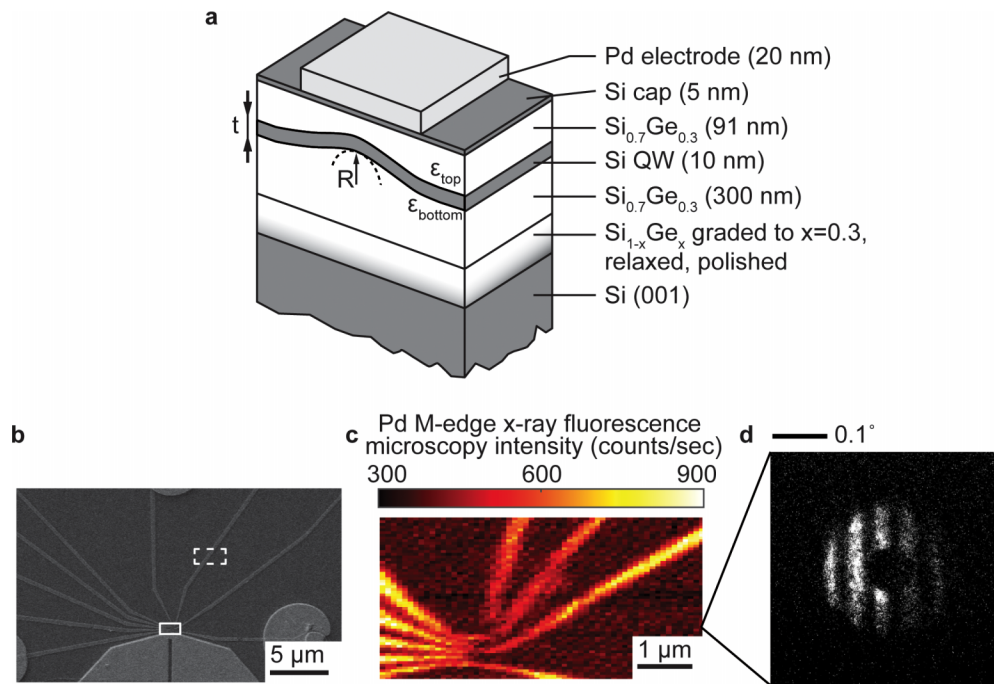 a
Pd electrode (20 nm)
Si cap (5 nm)
Si₀.₇Ge₀.₃ (91 nm)
Si QW (10 nm)
Si₀.₇Ge₀.₃ (300 nm)
Si₁₋ₓGeₓ graded to x=0.3,
relaxed, polished
Si (001)
t
R
ε_top
ε_bottom
b
5 µm
c
Pd M-edge x-ray fluorescence
microscopy intensity (counts/sec)
300 600 900
1 µm
d
0.1°